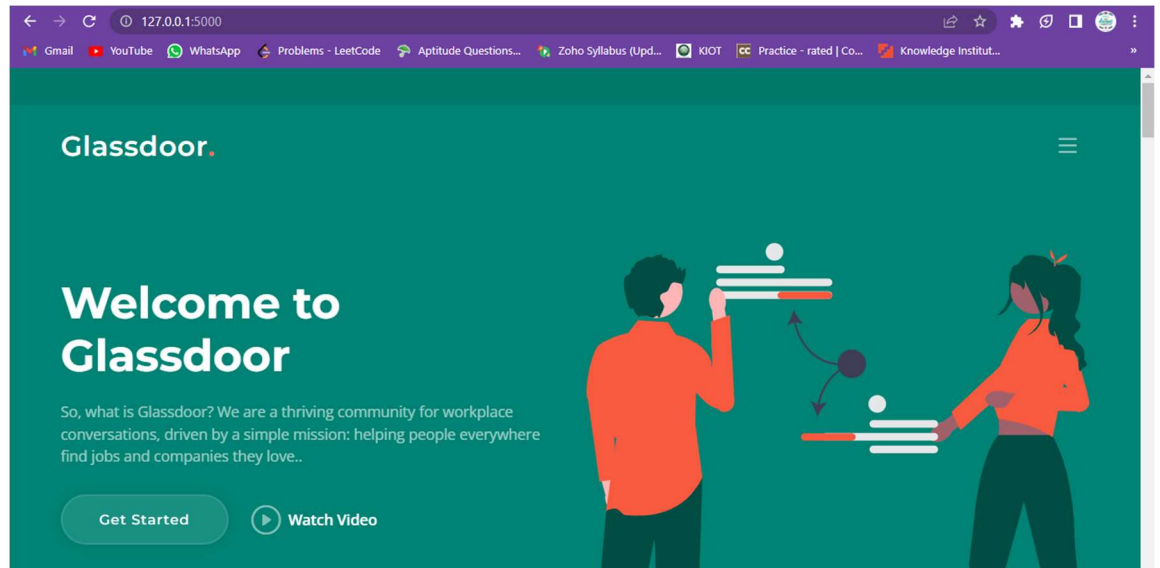 127.0.0.1:5000
Gmail YouTube WhatsApp Problems - LeetCode Aptitude Questions... Zoho Syllabus (Upd... KIOT CC Practice - rated | Co... Knowledge Institut... »
Glassdoor.
Welcome to
Glassdoor
So, what is Glassdoor? We are a thriving community for workplace
conversations, driven by a simple mission: helping people everywhere
find jobs and companies they love..
Get Started Watch Video